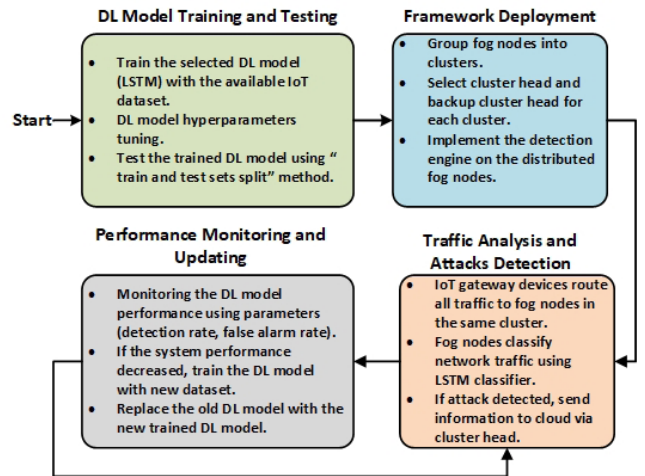 DL Model Training and Testing
Framework Deployment
Start
• Train the selected DL model
(LSTM) with the available IoT
dataset.
• DL model hyperparameters
tuning.
• Test the trained DL model using “
train and test sets split” method.
• Group fog nodes into
clusters.
• Select cluster head and
backup cluster head for
each cluster.
• Implement the detection
engine on the distributed
fog nodes.
Performance Monitoring and
Updating
Traffic Analysis and
Attacks Detection
• Monitoring the DL model
performance using parameters
(detection rate, false alarm rate).
• If the system performance
decreased, train the DL model
with new dataset.
• Replace the old DL model with the
new trained DL model.
• IoT gateway devices route
all traffic to fog nodes in
the same cluster.
• Fog nodes classify
network traffic using
LSTM classifier.
• If attack detected, send
information to cloud via
cluster head.